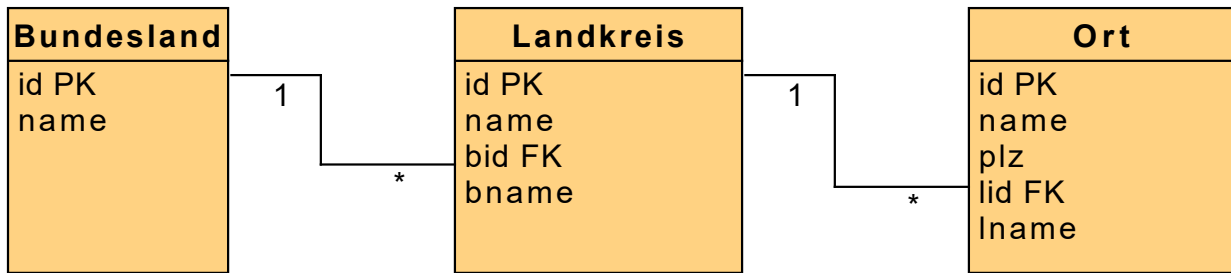 Bundesland
id PK
name
1
*
Landkreis
id PK
name
bid FK
bname
1
*
Ort
id PK
name
plz
lid FK
lname